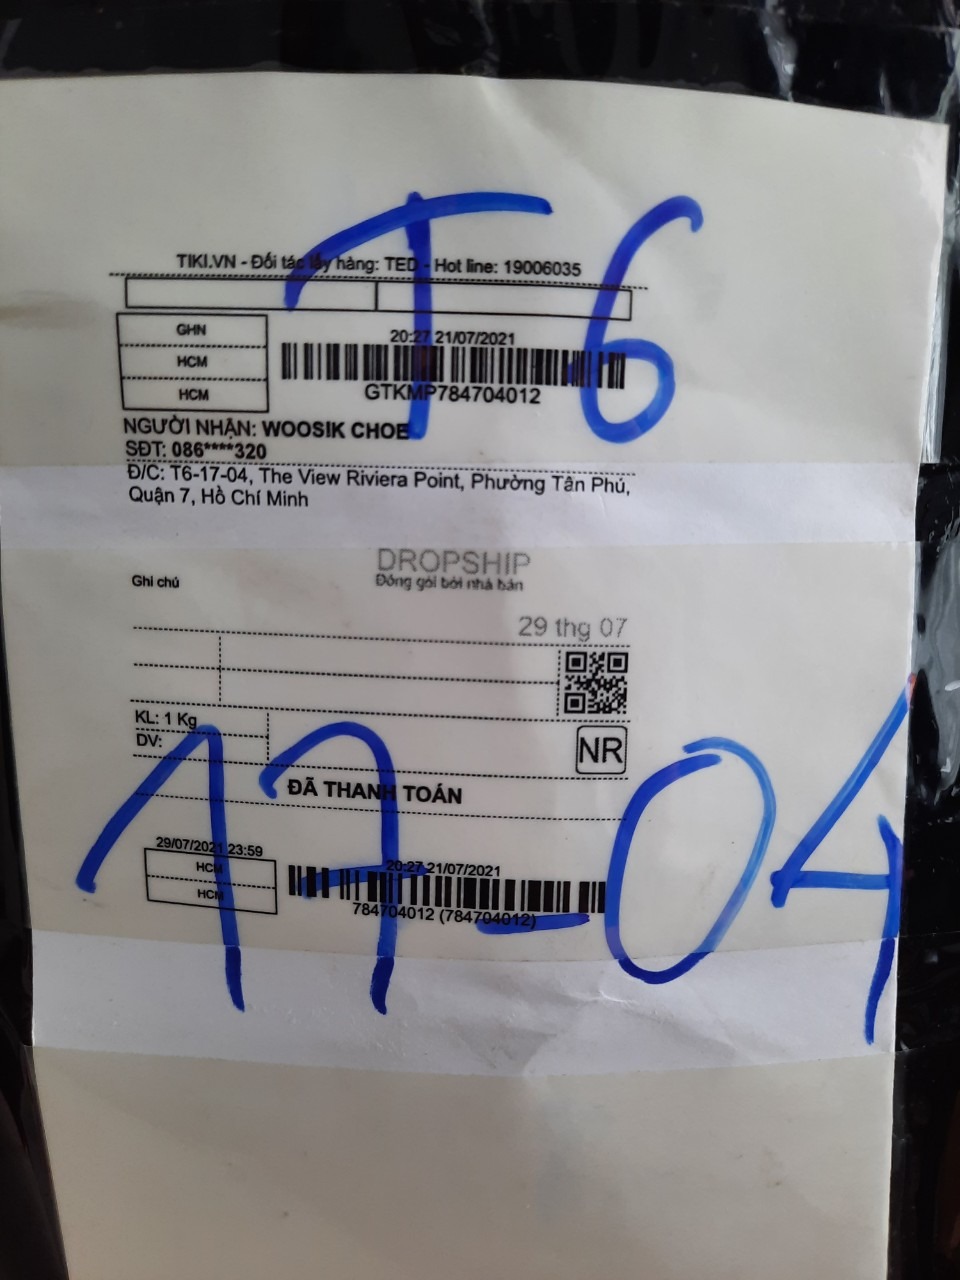 T6
TIKI.VN - Đối tác lấy hàng: TED - Hot line: 19006035
GHN
HCM
HCM
20:27 21/07/2021
GTKMP784704012
NGƯỜI NHẬN: WOOSIK CHOE
SĐT: 086****320
Đ/C: T6-17-04, The View Riviera Point, Phường Tân Phú,
Quận 7, Hồ Chí Minh
DROPSHIP
Đóng gói bởi nhà bán
Ghi chú
29 thg 07
KL: 1 Kg
DV:
NR
ĐÃ THANH TOÁN
17-04
29/07/2021 23:59
HCM
HCM
20:27 21/07/2021
784704012 (784704012)